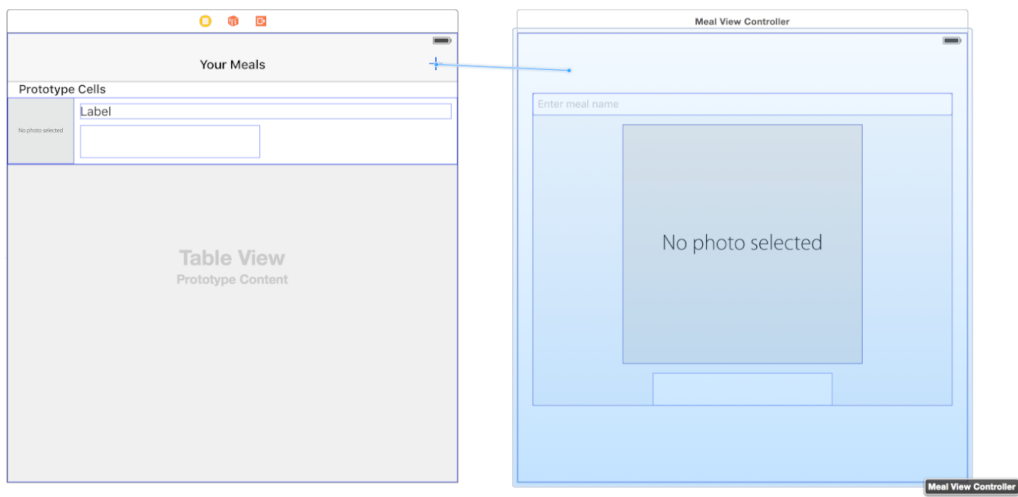 Meal View Controller
Your Meals
Prototype Cells
Label
No photo selected
Table View
Prototype Content
Enter meal name
No photo selected
Meal View Controller